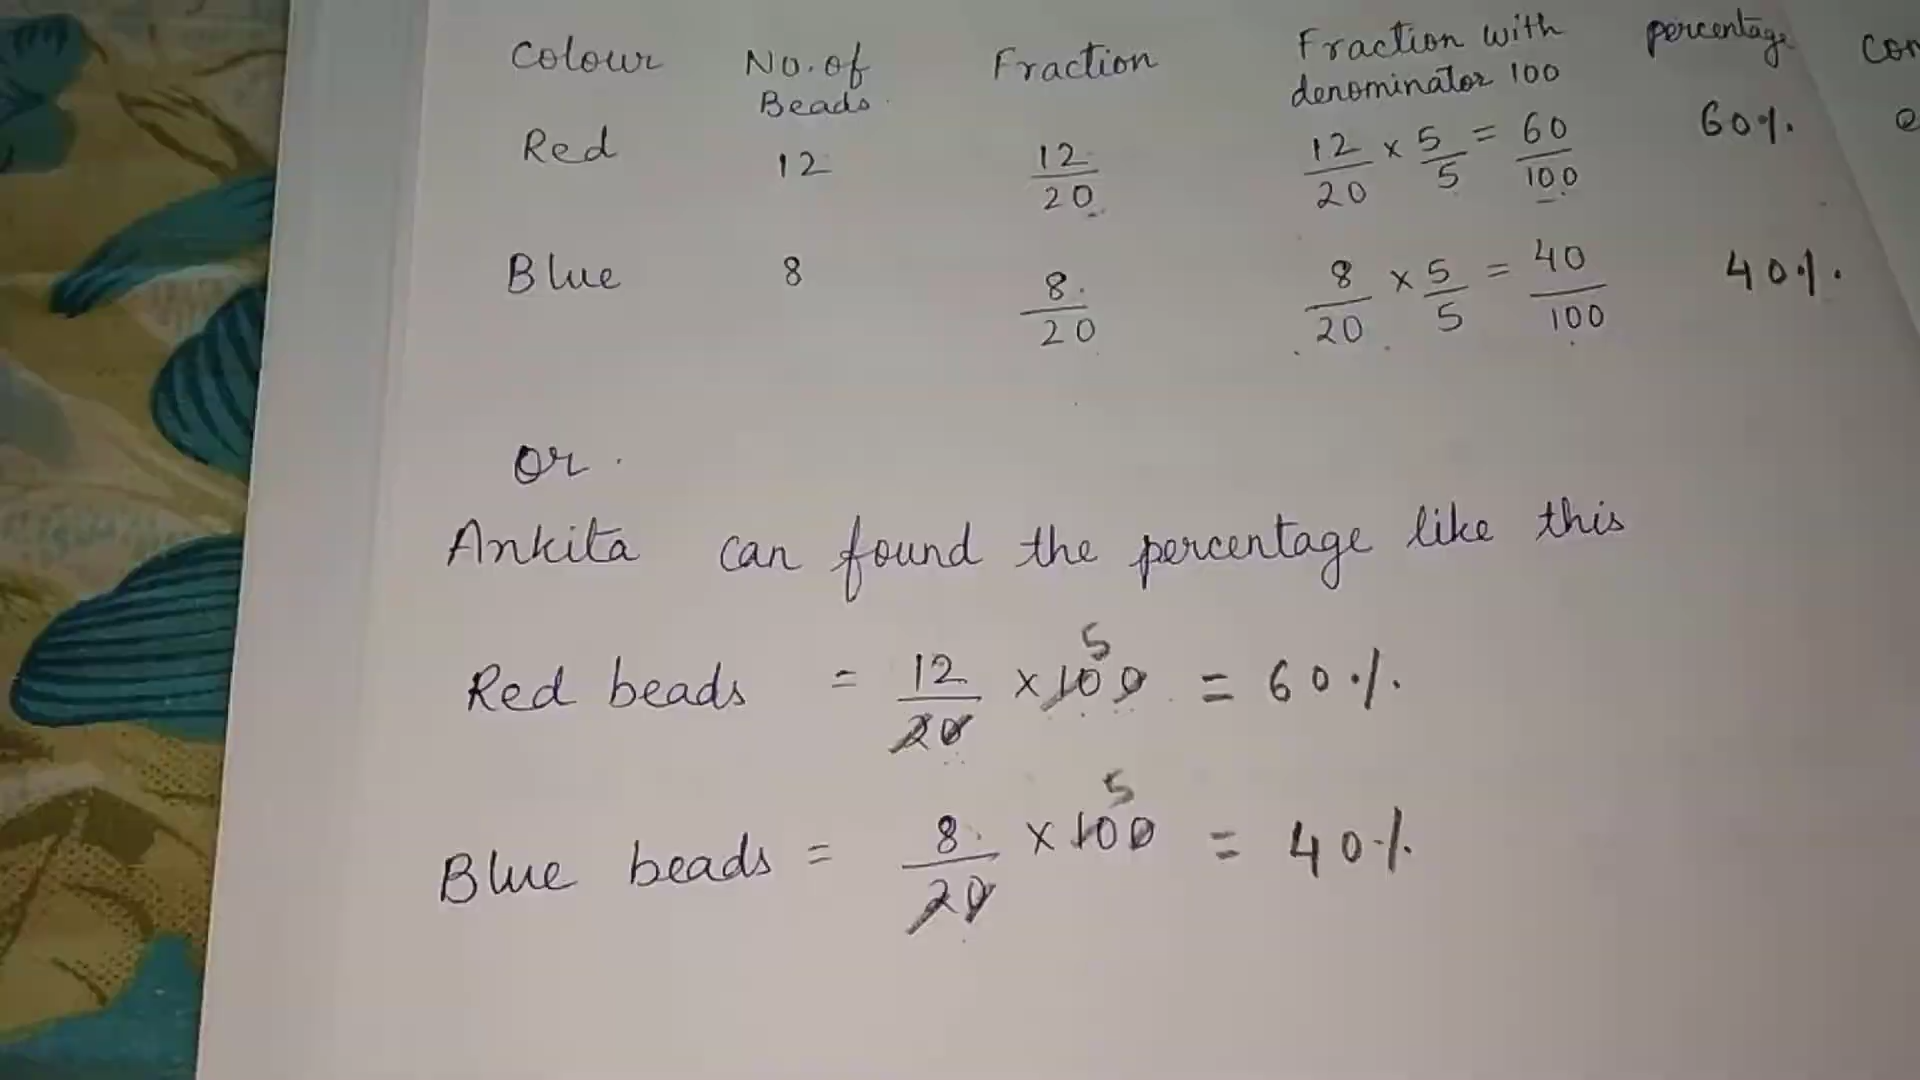 Colour No. of Beads Fraction Fraction with denominator 100 percentage
Red 12 12/20 12/20 × 5/5 = 60/100 60%
Blue 8 8/20 8/20 × 5/5 = 40/100 40%
or
Ankita can found the percentage like this
Red beads = 12/20 × 100 5 = 60%
Blue beads = 8/20 × 100 5 = 40%